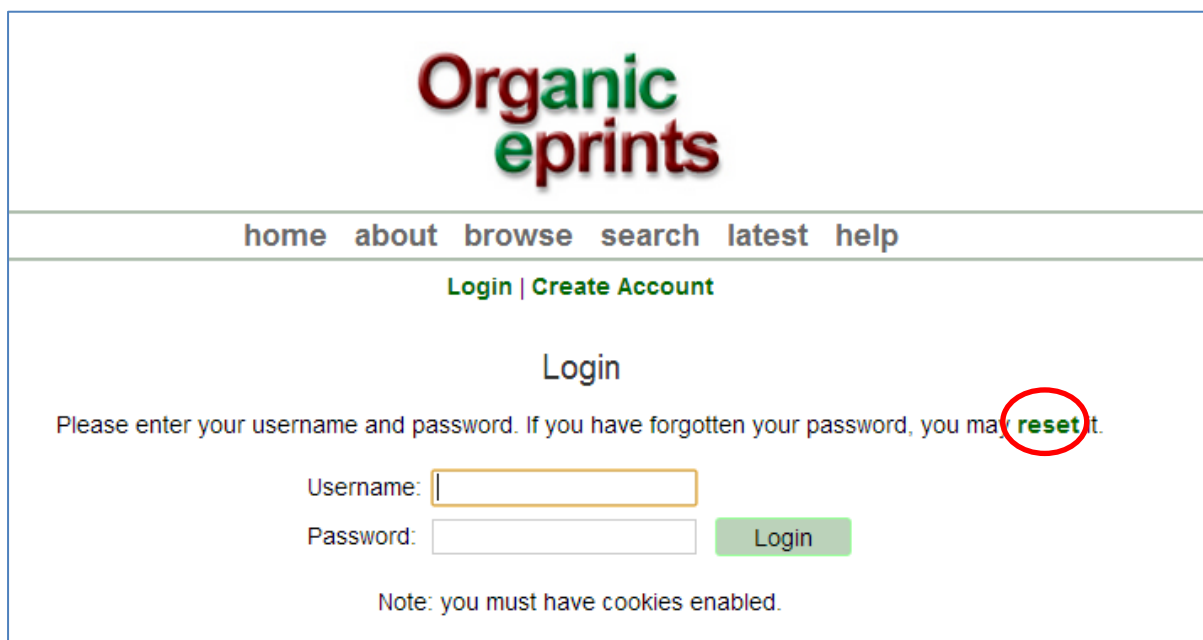 Organic
eprints
home about browse search latest help
Login | Create Account
Login
Please enter your username and password. If you have forgotten your password, you may reset it.
Username:
Password:
Login
Note: you must have cookies enabled.